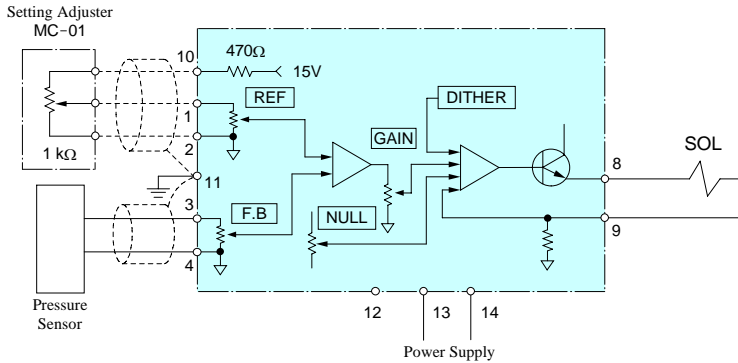 Setting Adjuster
MC-01
10
470Ω
15V
REF
1
2
1 kΩ
11
DITHER
GAIN
SOL
8
9
3
F.B
NULL
4
Pressure
Sensor
12
13
14
Power Supply